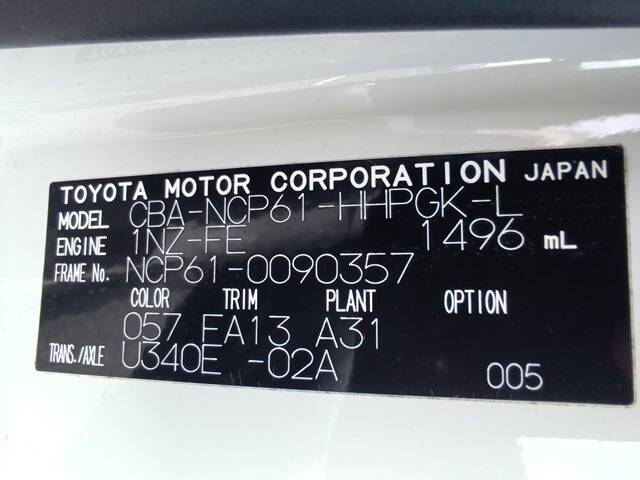 TOYOTA MOTOR CORPORATION JAPAN
MODEL CBA-NCP61-HHPGK-L
ENGINE 1NZ-FE 1496 mL
FRAME No. NCP61-0090357
COLOR TRIM PLANT OPTION
057 FA13 A31
TRANS./AXLE U340E -02A
005